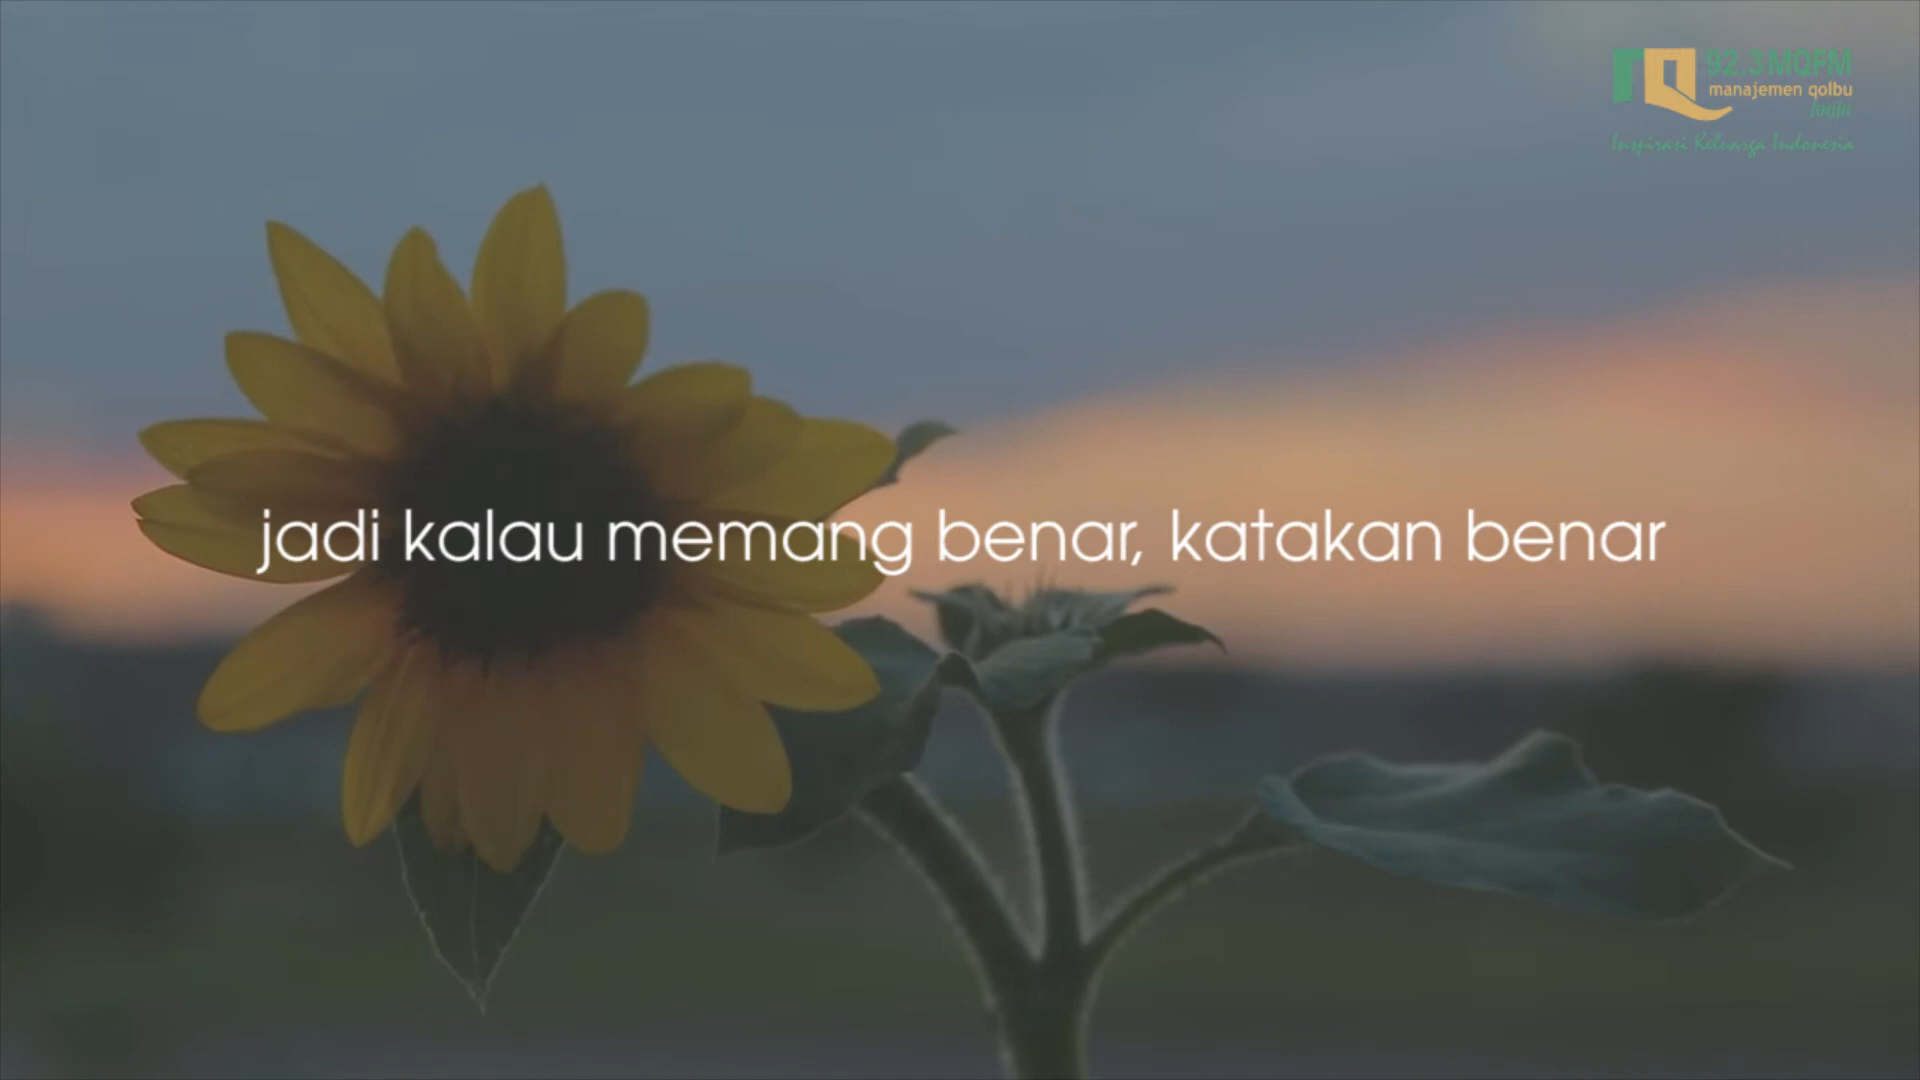 92.3 MQFM
manajemen qolbu
Jogja
Inspirasi Keluarga Indonesia
jadi kalau memang benar, katakan benar